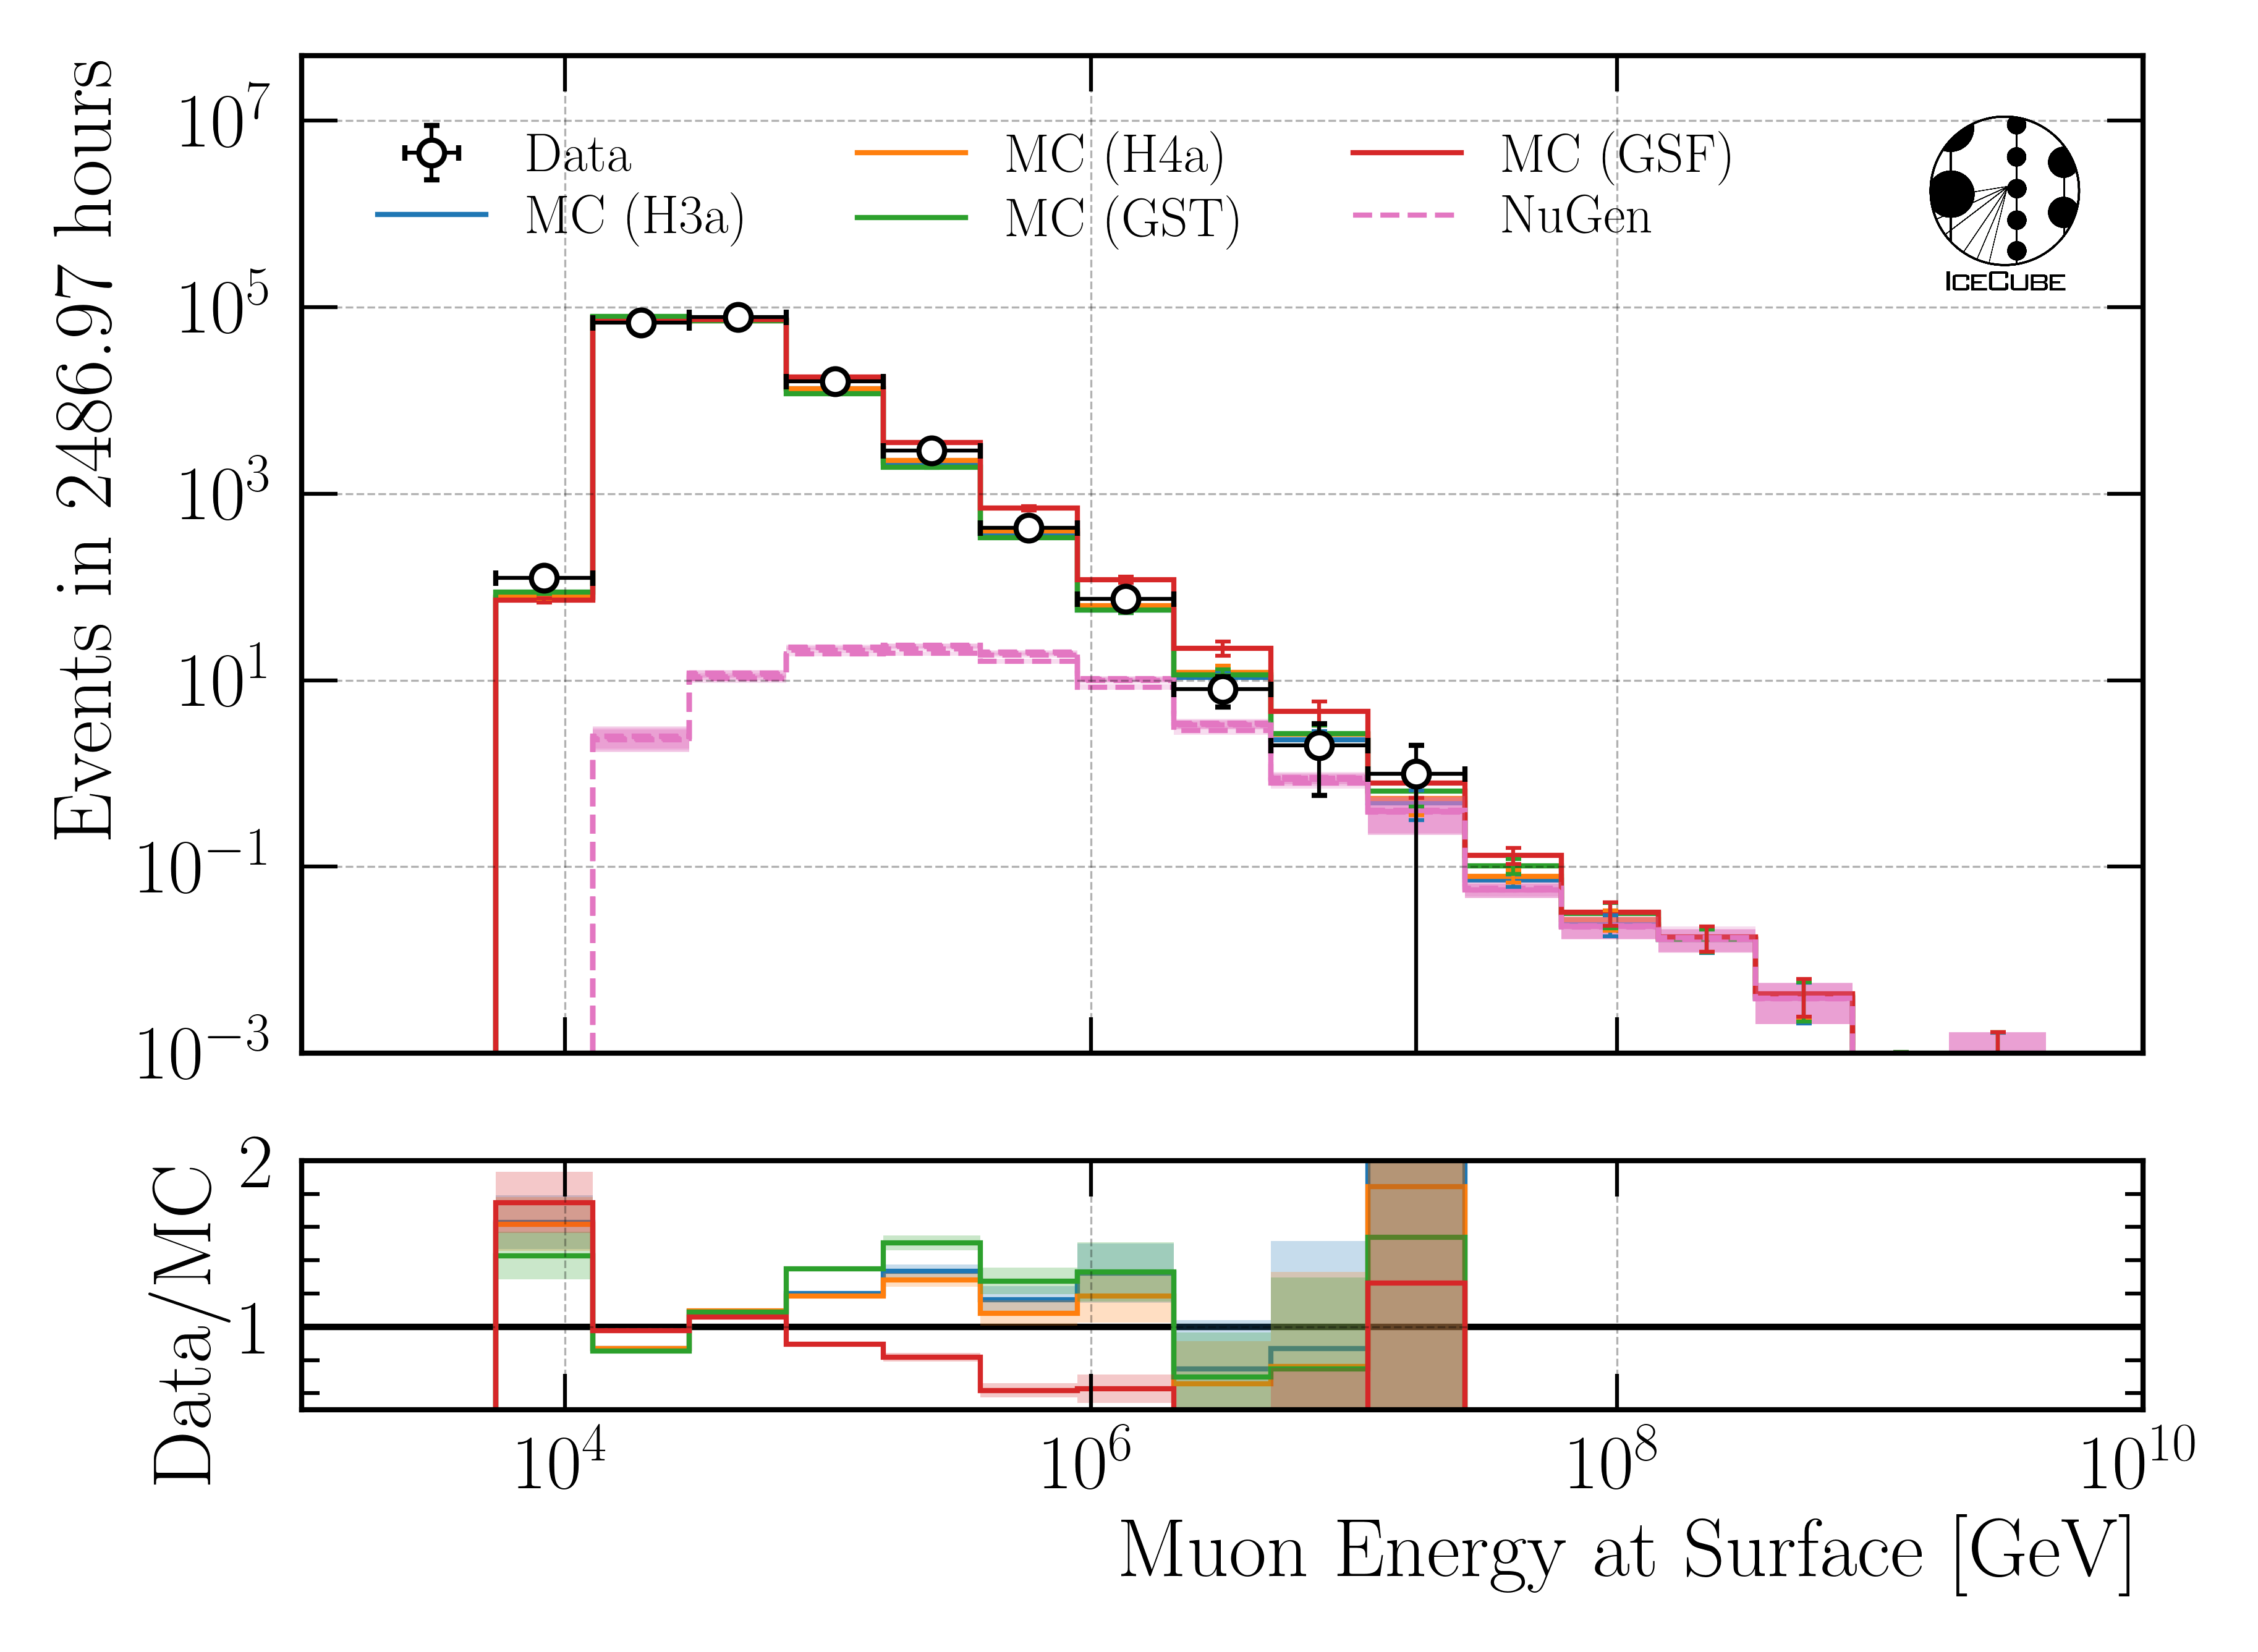 Events in 2486.97 hours
10^7
10^5
10^3
10^1
10^−1
10^−3
Data
MC (H3a)
MC (H4a)
MC (GST)
MC (GSF)
NuGen
IceCube
Data/MC
2
1
10^4
10^6
10^8
10^10
Muon Energy at Surface [GeV]